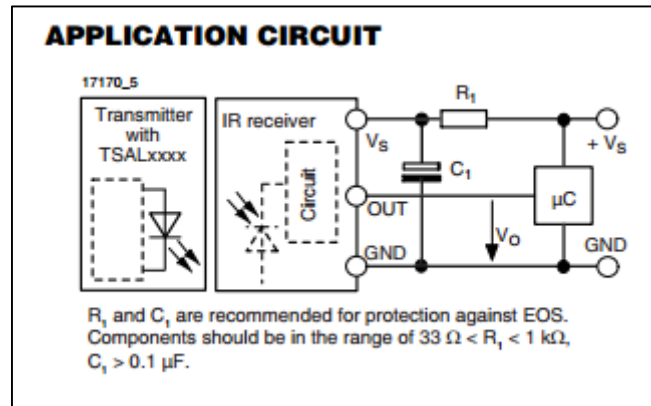 APPLICATION CIRCUIT
17170_5
Transmitter
with
TSALxxxx
IR receiver
Circuit
VS
OUT
GND
R1
C1
VO
µC
+ VS
GND
R1 and C1 are recommended for protection against EOS.
Components should be in the range of 33 Ω < R1 < 1 kΩ,
C1 > 0.1 µF.